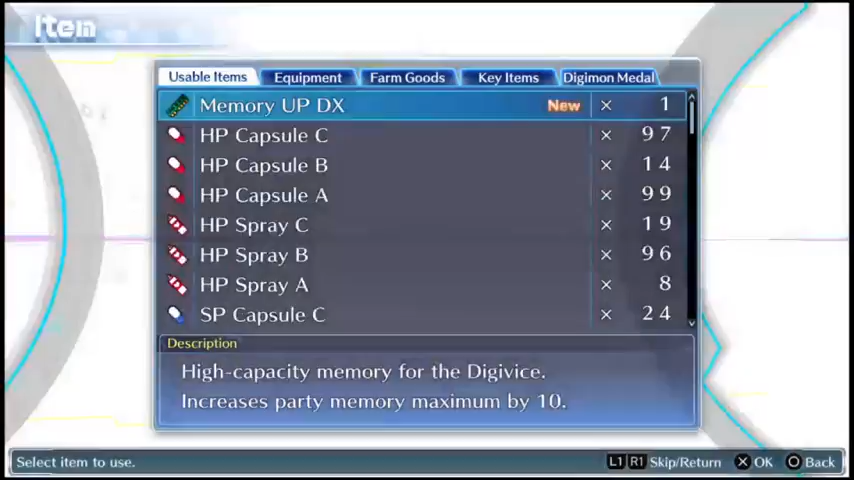 Item
Usable Items Equipment Farm Goods Key Items Digimon Medal
Memory UP DX New × 1
HP Capsule C × 97
HP Capsule B × 14
HP Capsule A × 99
HP Spray C × 19
HP Spray B × 96
HP Spray A × 8
SP Capsule C × 24
Description
High-capacity memory for the Digivice.
Increases party memory maximum by 10.
Select item to use. L1 R1 Skip/Return OK Back